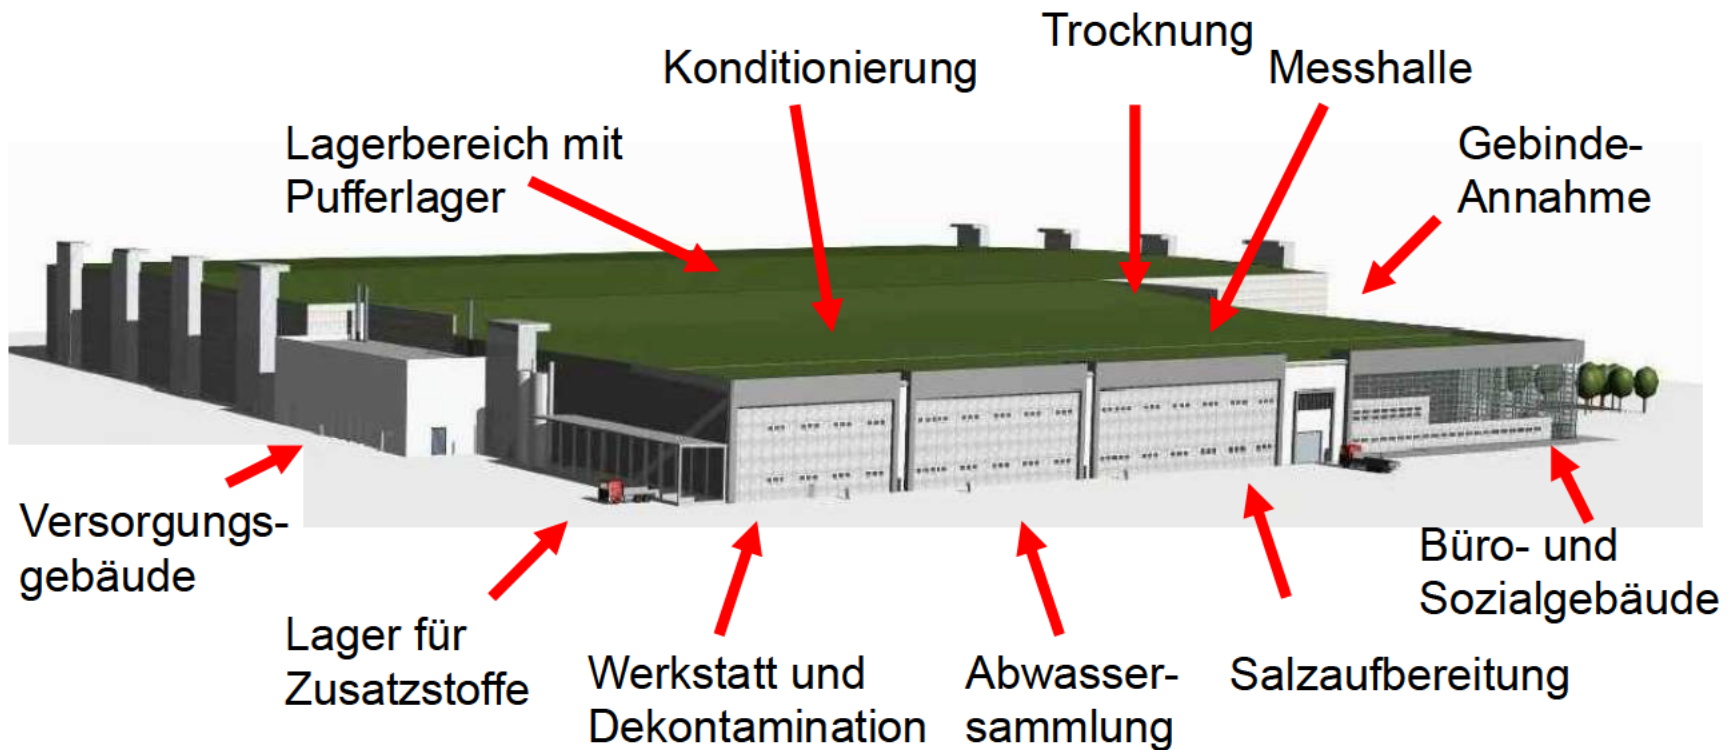 Trocknung
Konditionierung
Messhalle
Lagerbereich mit
Pufferlager
Gebinde-
Annahme
Versorgungs-
gebäude
Büro- und
Sozialgebäude
Lager für
Zusatzstoffe
Werkstatt und
Dekontamination
Abwasser-
sammlung
Salzaufbereitung